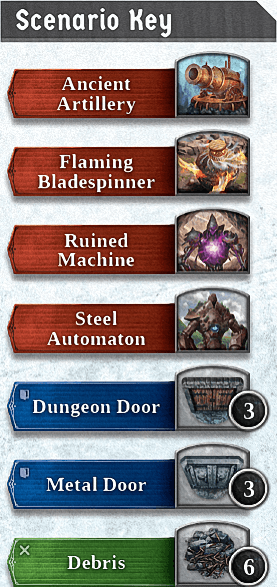 Scenario Key
Ancient
Artillery
Flaming
Bladespinner
Ruined
Machine
Steel
Automaton
Dungeon Door
3
Metal Door
3
Debris
6